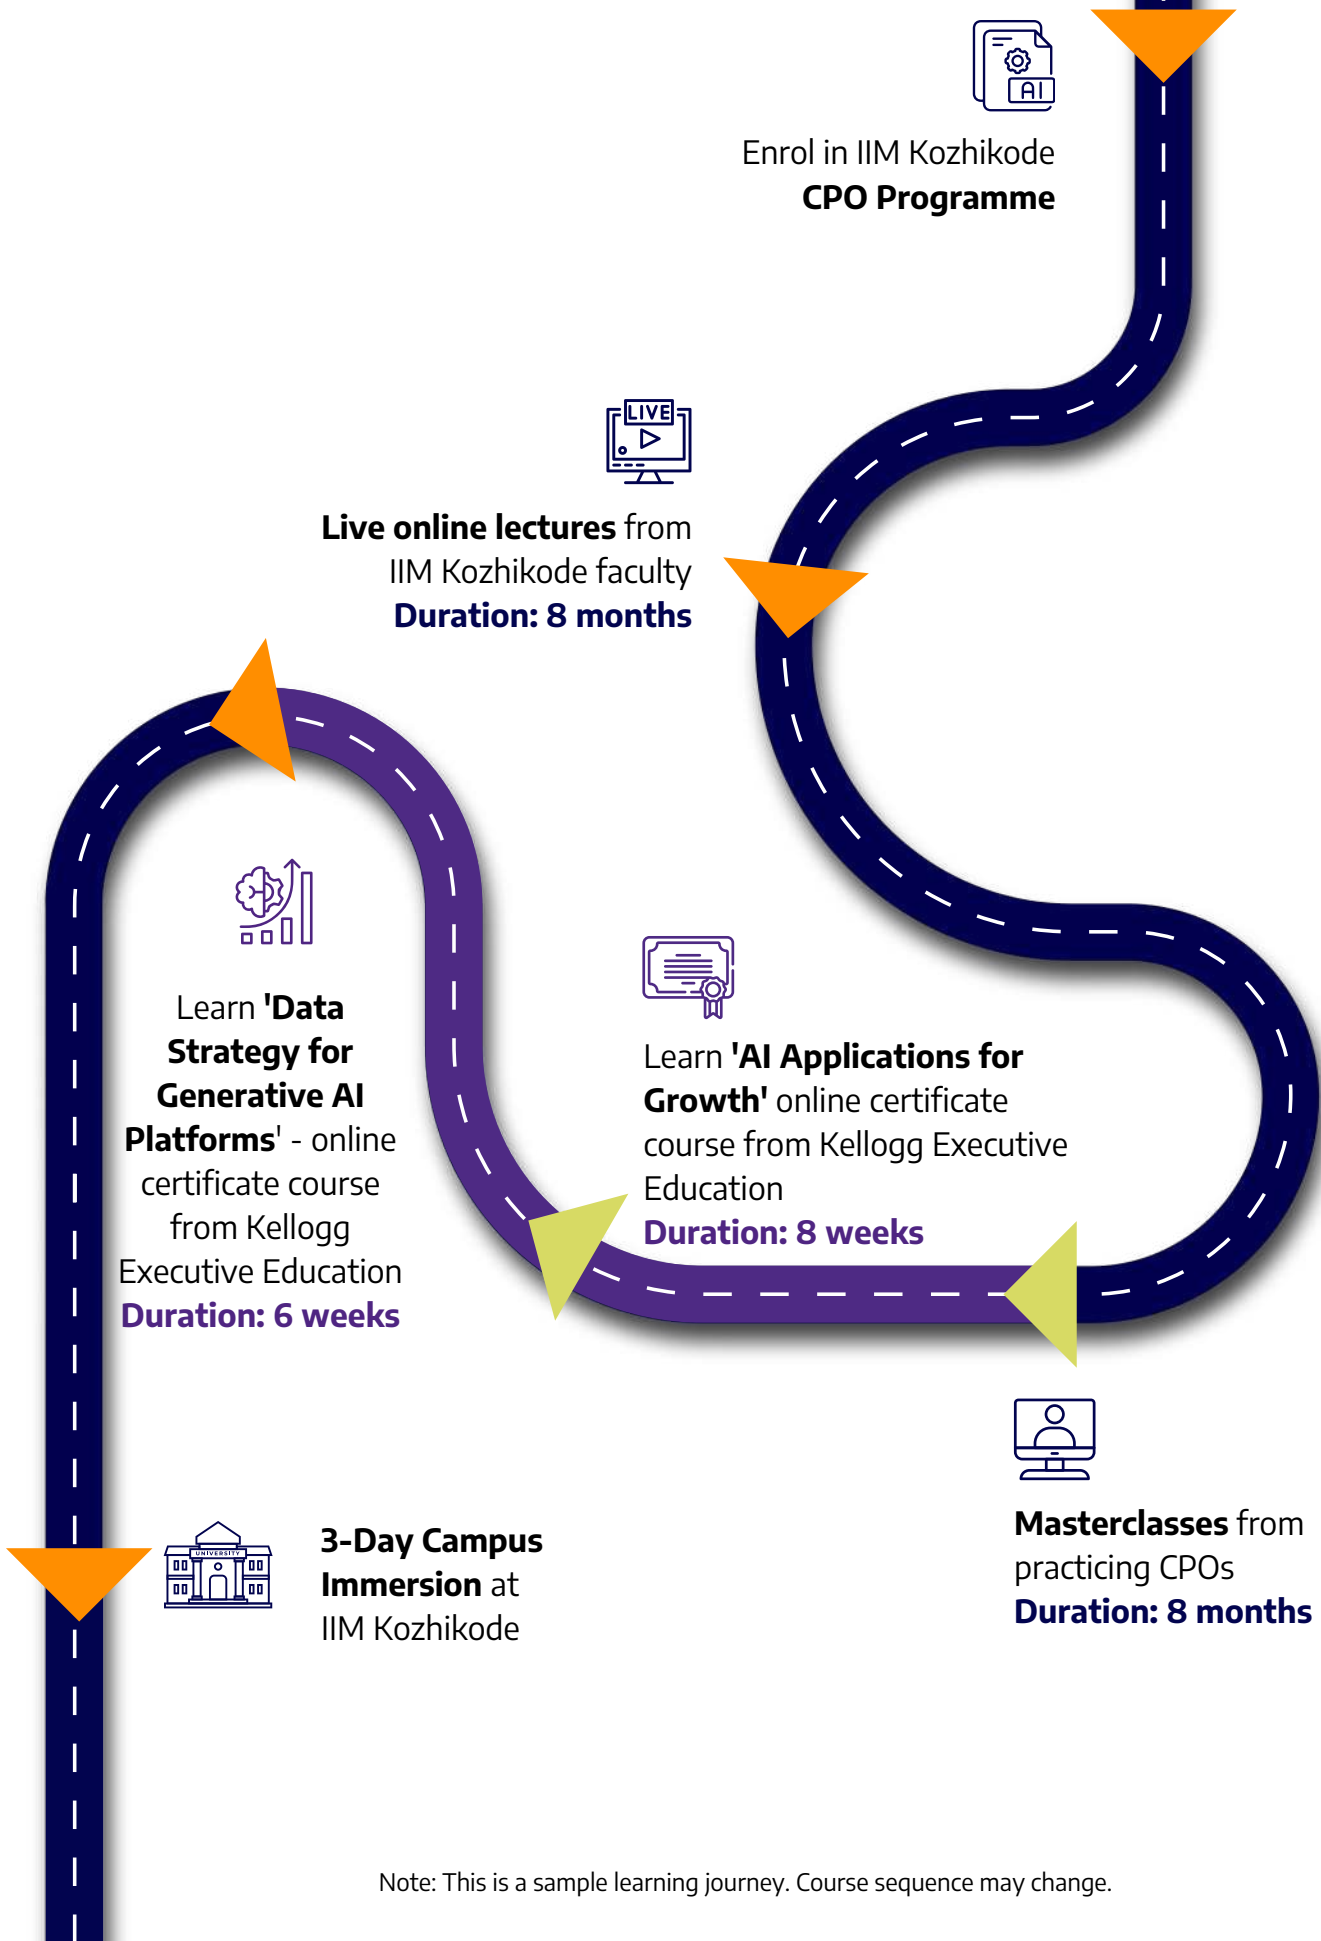 AI
Enrol in IIM Kozhikode
CPO Programme
LIVE
Live online lectures from
IIM Kozhikode faculty
Duration: 8 months
Learn 'AI Applications for
Growth' online certificate
course from Kellogg Executive
Education
Duration: 8 weeks
Learn 'Data
Strategy for
Generative AI
Platforms' - online
certificate course
from Kellogg
Executive Education
Duration: 6 weeks
Masterclasses from
practicing CPOs
Duration: 8 months
UNIVERSITY
3-Day Campus
Immersion at
IIM Kozhikode
Note: This is a sample learning journey. Course sequence may change.